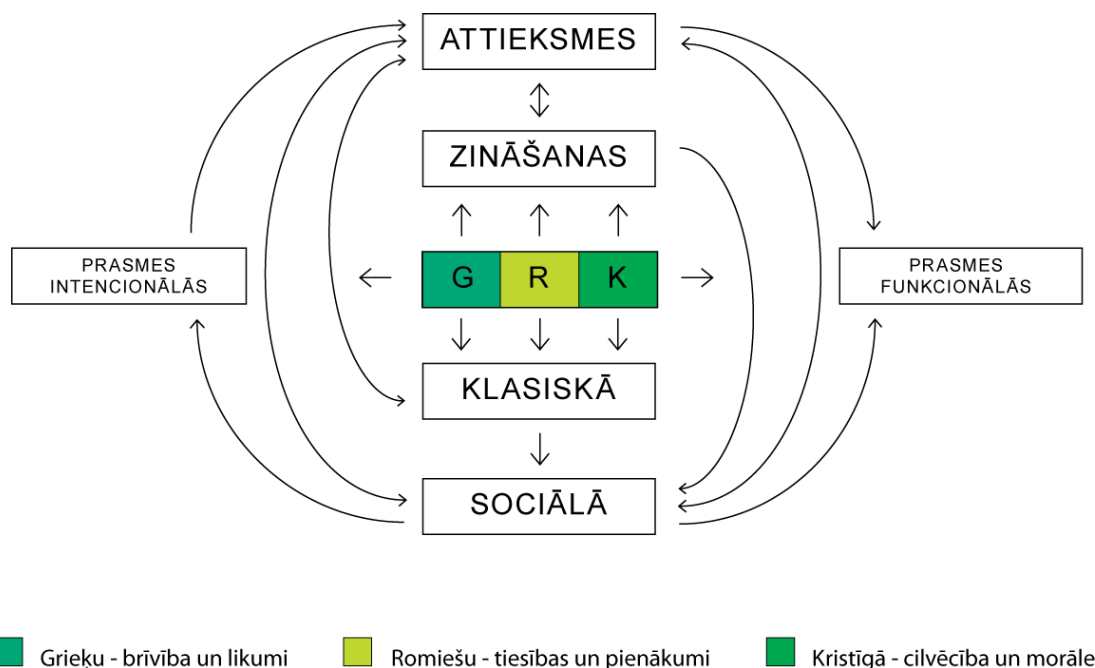 ATTIEKSMES
ZINĀŠANAS
PRASMES
INTENCIONĀLĀS
G R K
PRASMES
FUNKCIONĀLĀS
KLASISKĀ
SOCIĀLĀ
Grieķu - brīvība un likumi
Romiešu - tiesības un pienākumi
Kristīgā - cilvēcība un morāle